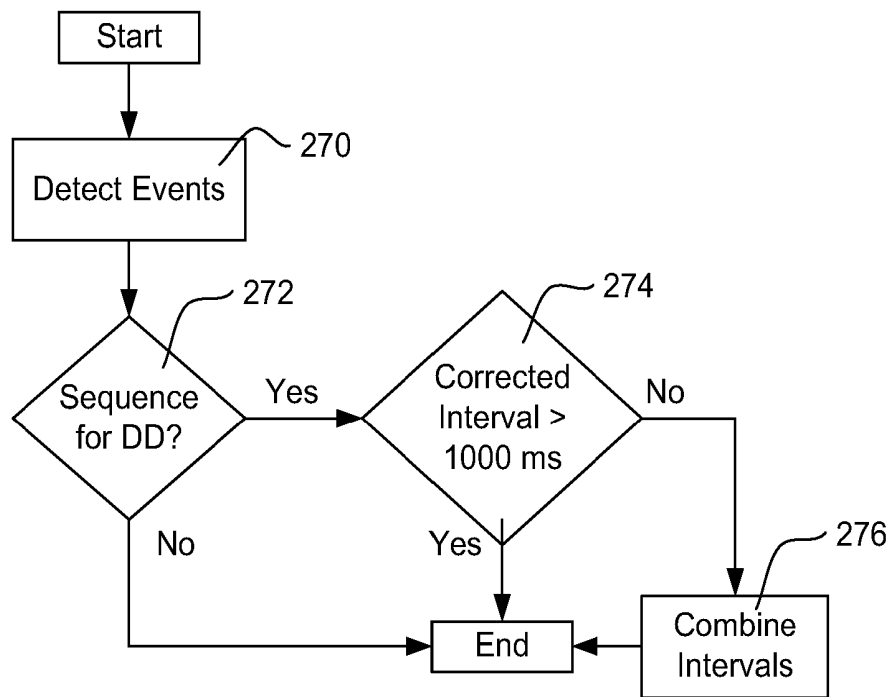 Start
270
Detect Events
272
274
Sequence
for DD?
Yes
Corrected
Interval >
1000 ms
No
No
Yes
276
End
Combine
Intervals